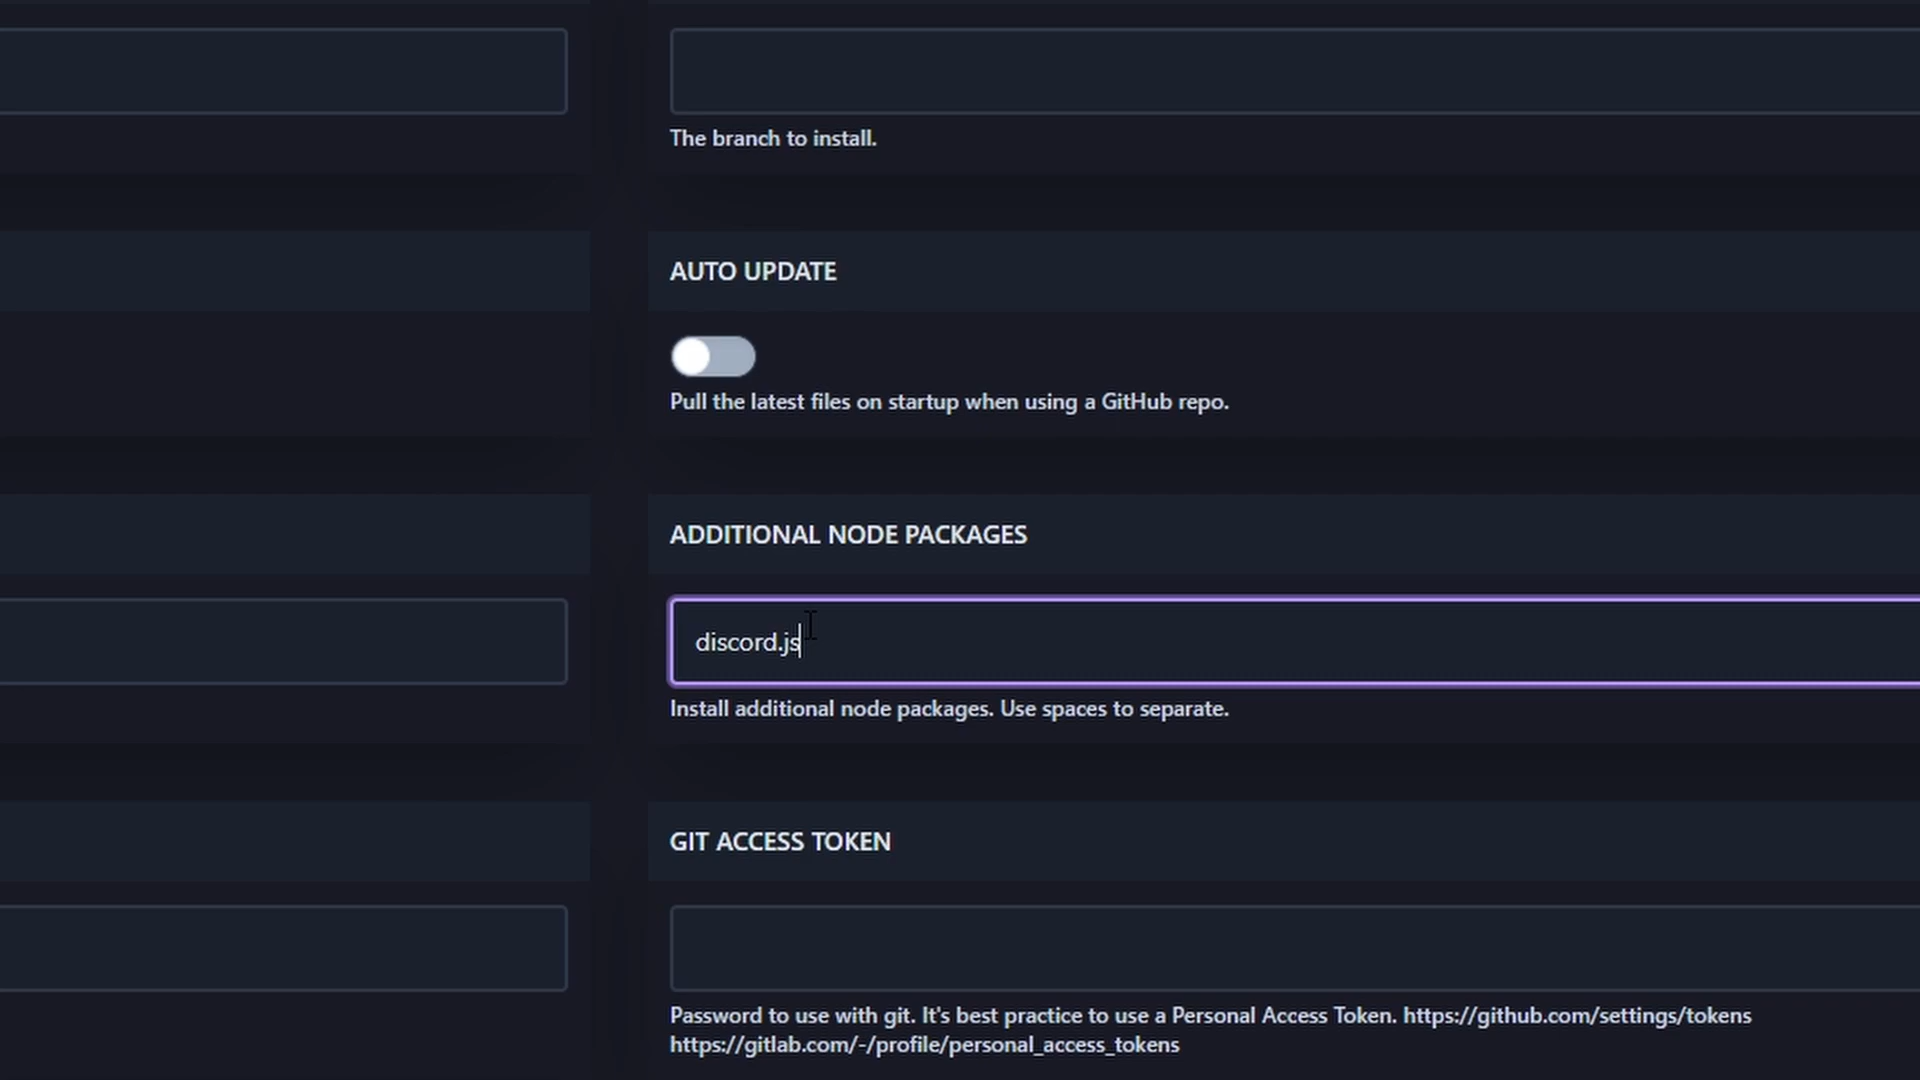 The branch to install.
AUTO UPDATE
Pull the latest files on startup when using a GitHub repo.
ADDITIONAL NODE PACKAGES
discord.js
Install additional node packages. Use spaces to separate.
GIT ACCESS TOKEN
Password to use with git. It's best practice to use a Personal Access Token. https://github.com/settings/tokens
https://gitlab.com/-/profile/personal_access_tokens